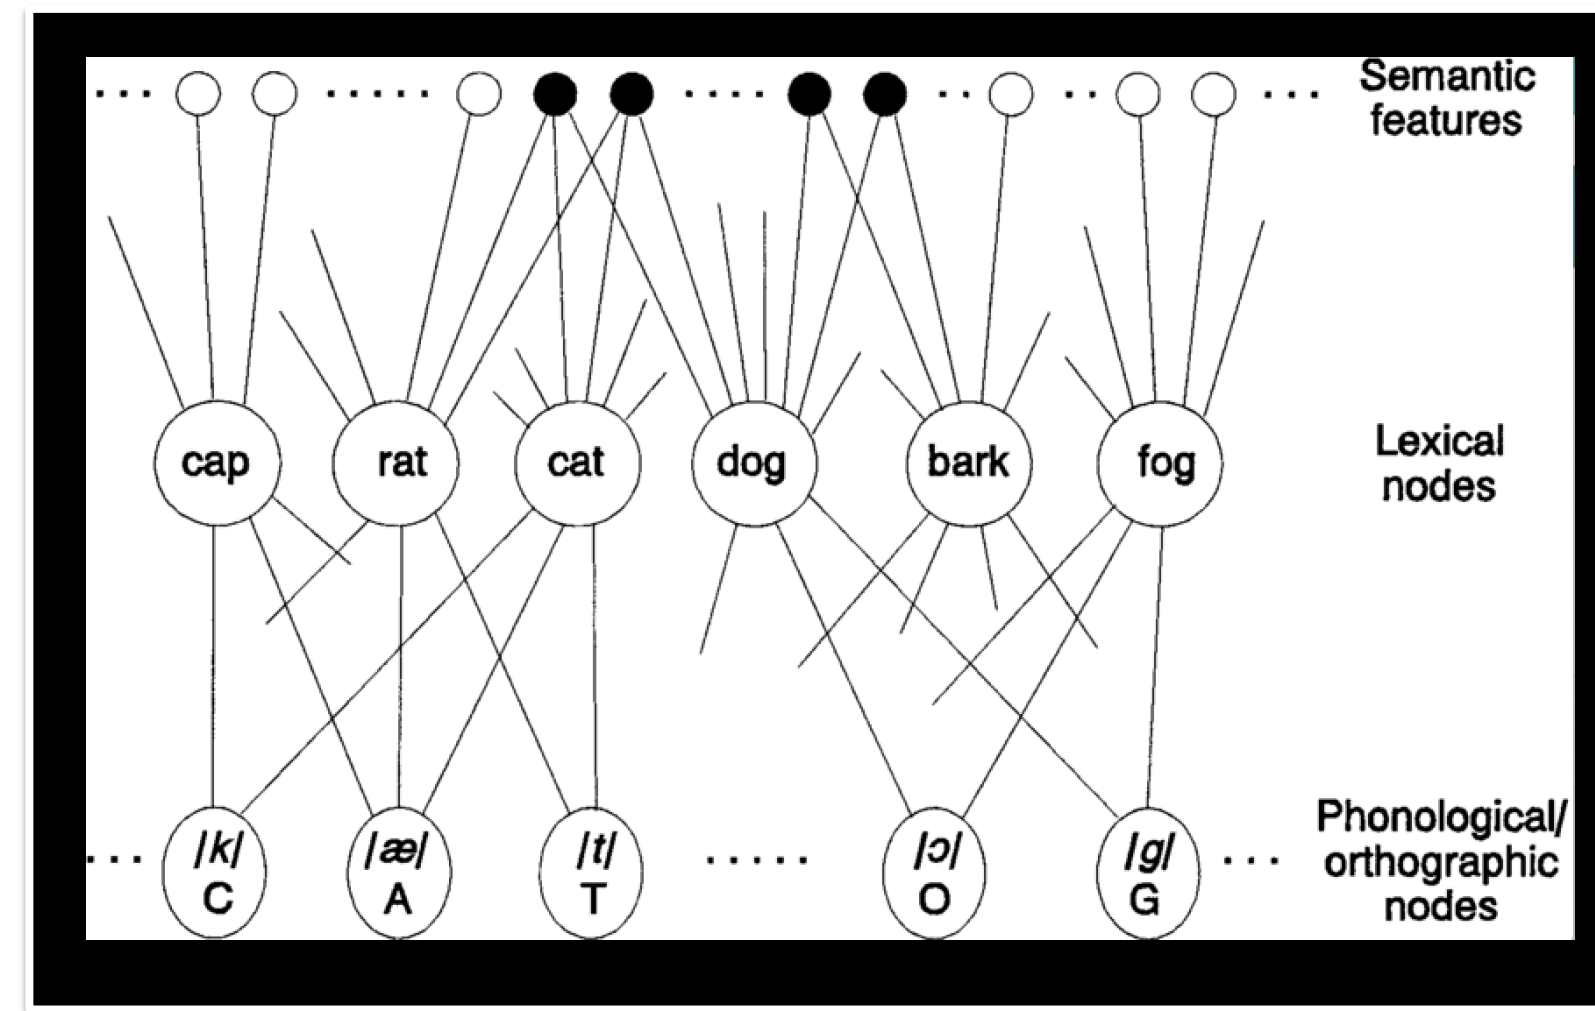 Semantic
features
cap
rat
cat
dog
bark
fog
Lexical
nodes
/k/
C
/æ/
A
/t/
T
/ɔ/
O
/g/
G
Phonological/
orthographic
nodes